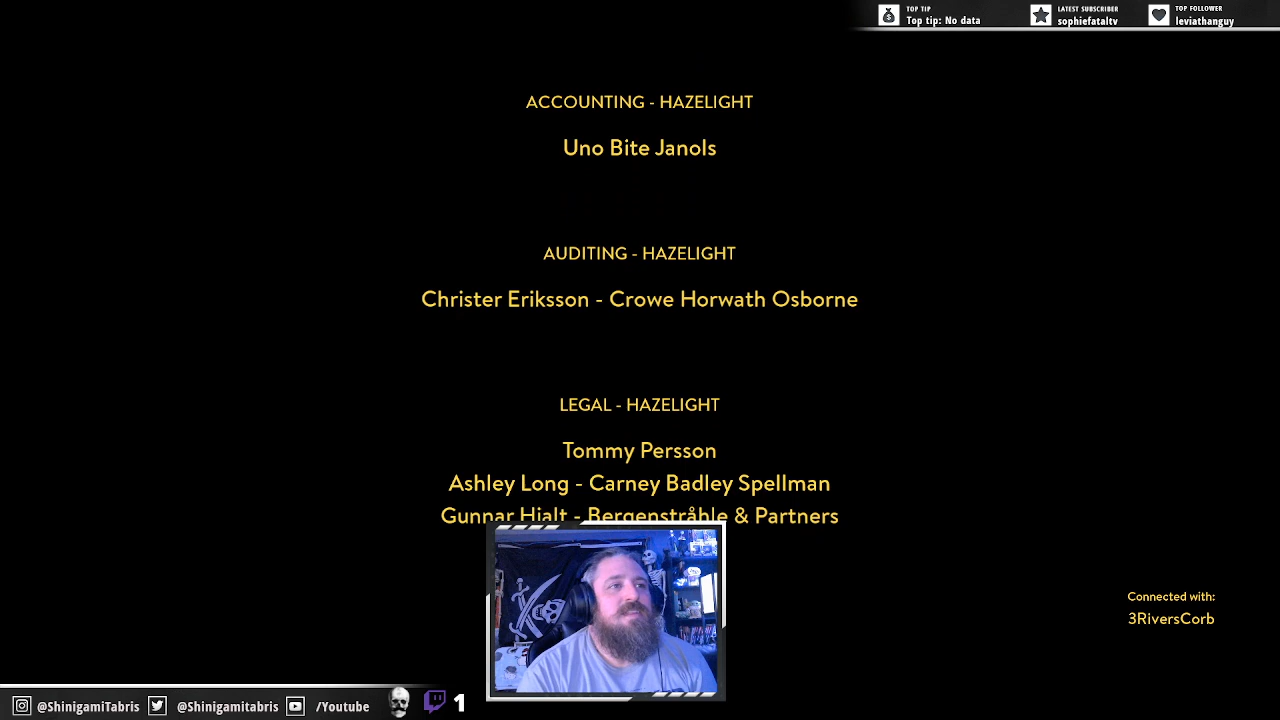 TOP TIP
Top tip: No data
LATEST SUBSCRIBER
sophiefataltv
TOP FOLLOWER
leviathanguy
ACCOUNTING - HAZELIGHT
Uno Bite Janols
AUDITING - HAZELIGHT
Christer Eriksson - Crowe Horwath Osborne
LEGAL - HAZELIGHT
Tommy Persson
Ashley Long - Carney Badley Spellman
Gunnar Hjalt - Bergenstråhle & Partners
Connected with:
3RiversCorb
@ShinigamiTabris
@Shinigamitabris
/Youtube
1